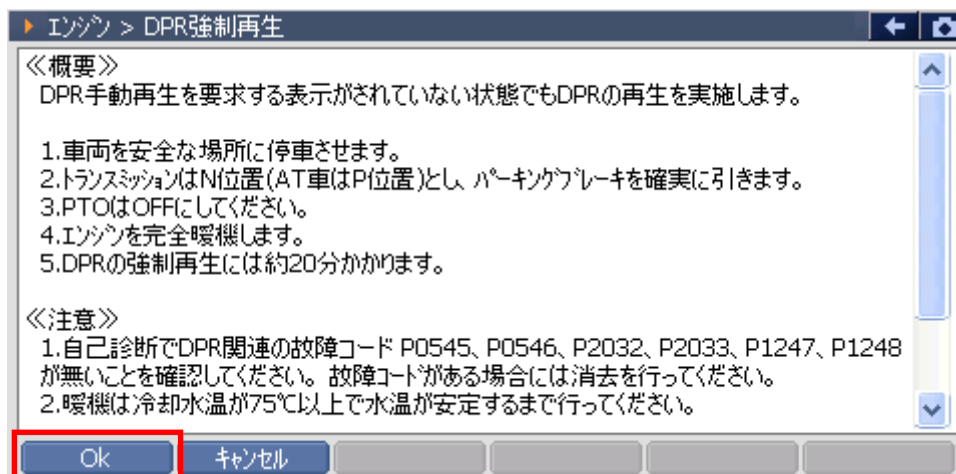 エンジン > DPR強制再生
≪概要≫
DPR手動再生を要求する表示がされていない状態でもDPRの再生を実施します。
1.車両を安全な場所に停車させます。
2.トランスミッションはN位置(AT車はP位置)とし、パーキングブレーキを確実に引きます。
3.PTOはOFFにしてください。
4.エンジンを完全暖機します。
5.DPRの強制再生には約20分かかります。
≪注意≫
1.自己診断でDPR関連の故障コード P0545、P0546、P2032、P2033、P1247、P1248
が無いことを確認してください。故障コードがある場合には消去を行ってください。
2.暖機は冷却水温が75℃以上で水温が安定するまで行ってください。
Ok キャンセル